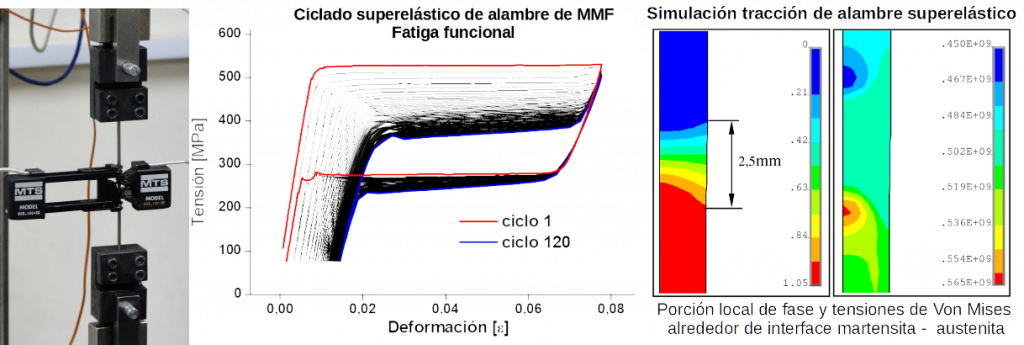 MTS
MODEL
MTS
MODEL
Ciclado superelástico de alambre de MMF
Fatiga funcional
Tensión [MPa]
600
500
400
300
200
100
0
0.00
0.02
0.04
0.06
0.08
Deformación [ε]
ciclo 1
ciclo 120
Simulación tracción de alambre superelástico
2,5mm
0
.21
.42
.63
.84
1.05
.450E+09
.467E+09
.484E+09
.502E+09
.519E+09
.536E+09
.554E+09
.565E+09
Porción local de fase y tensiones de Von Mises
alrededor de interface martensita - austenita